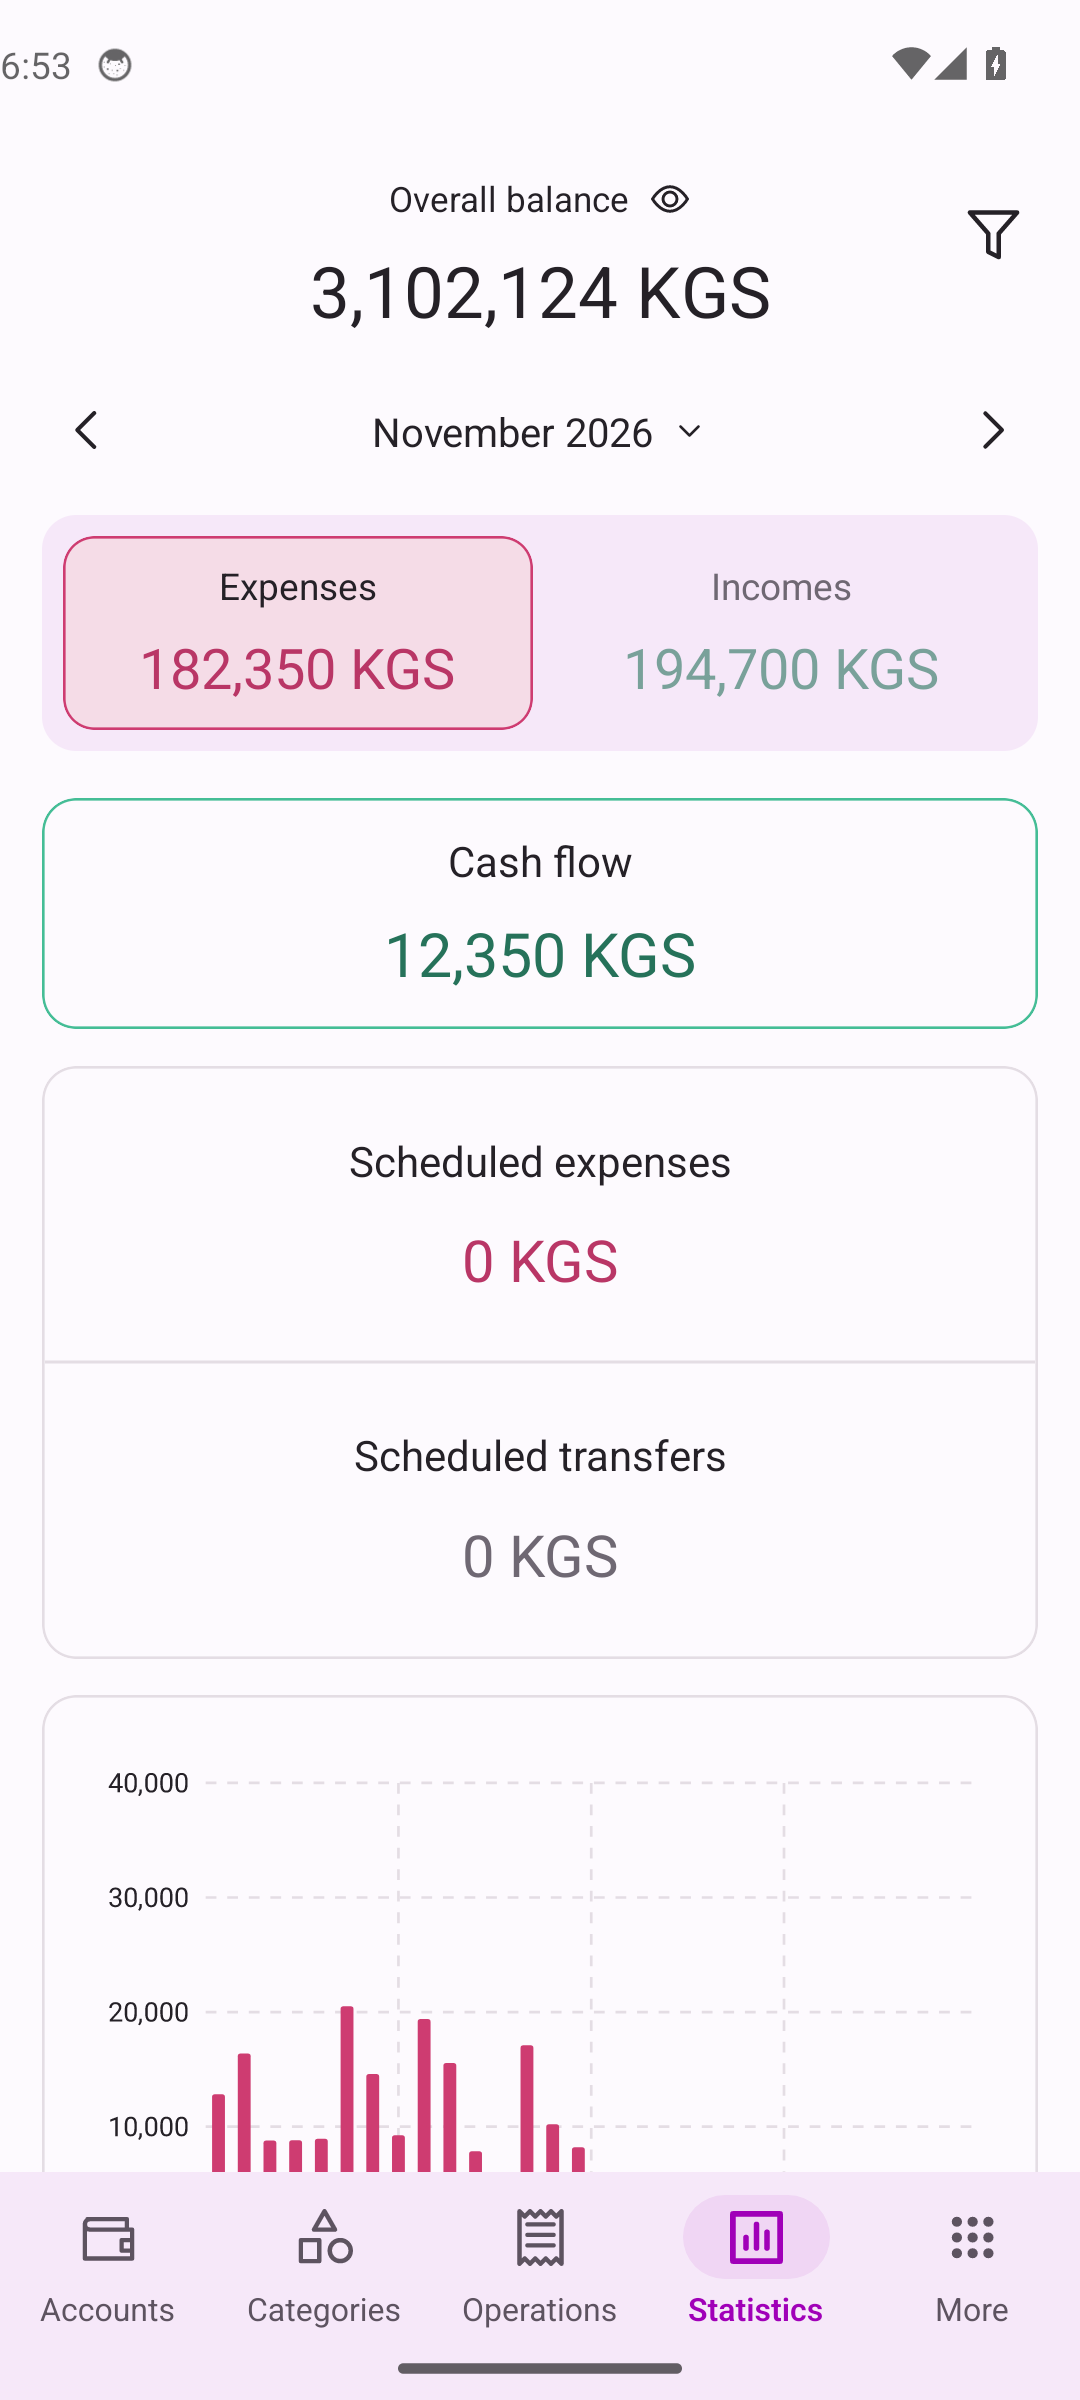 6:53
Overall balance
3,102,124 KGS
November 2026
Expenses
182,350 KGS
Incomes
194,700 KGS
Cash flow
12,350 KGS
Scheduled expenses
0 KGS
Scheduled transfers
0 KGS
40,000
30,000
20,000
10,000
Accounts
Categories
Operations
Statistics
More